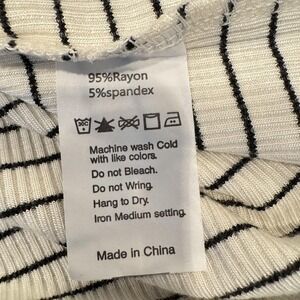 95%Rayon
5%spandex
Machine wash Cold
with like colors.
Do not Bleach.
Do not Wring.
Hang to Dry.
Iron Medium setting.
Made in China